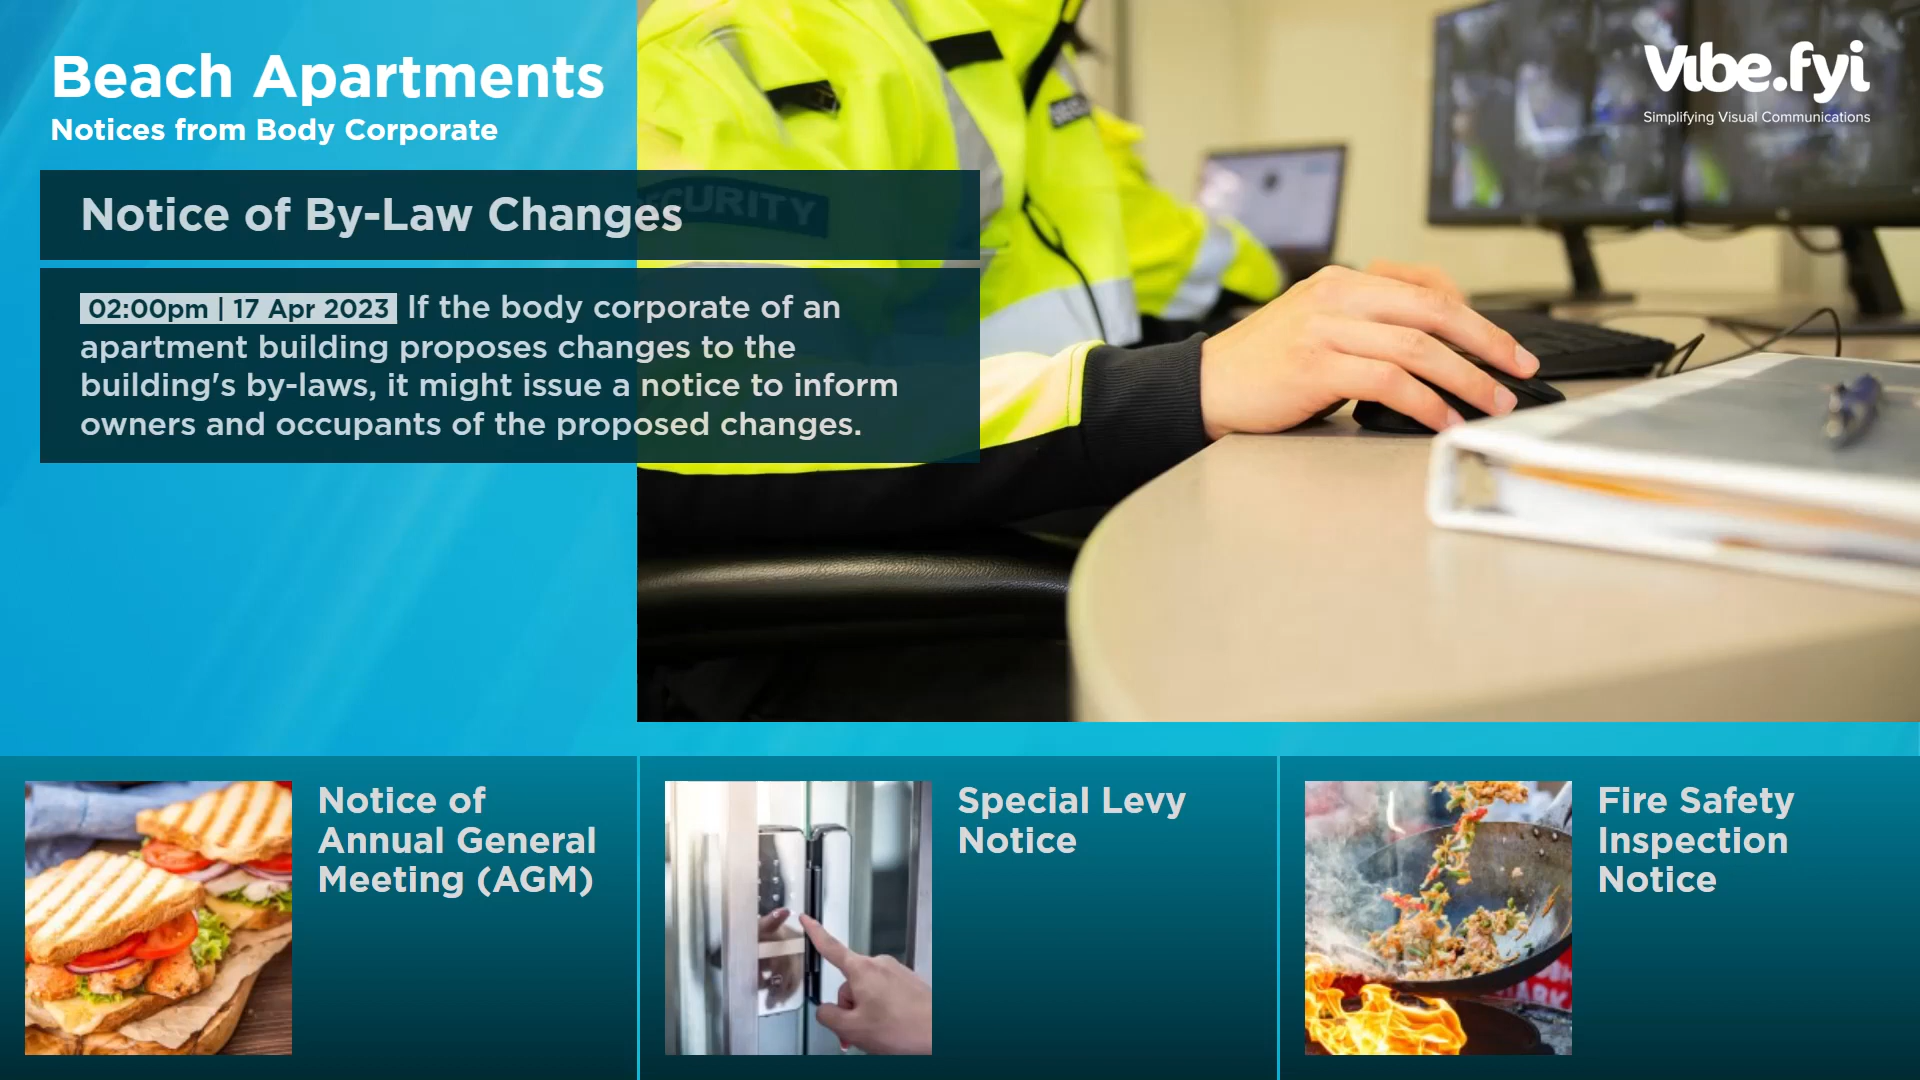 Beach Apartments
Notices from Body Corporate
Vibe.fyi
Simplifying Visual Communications
Notice of By-Law Changes
02:00pm | 17 Apr 2023 If the body corporate of an
apartment building proposes changes to the
building's by-laws, it might issue a notice to inform
owners and occupants of the proposed changes.
Notice of
Annual General
Meeting (AGM)
Special Levy
Notice
Fire Safety
Inspection
Notice